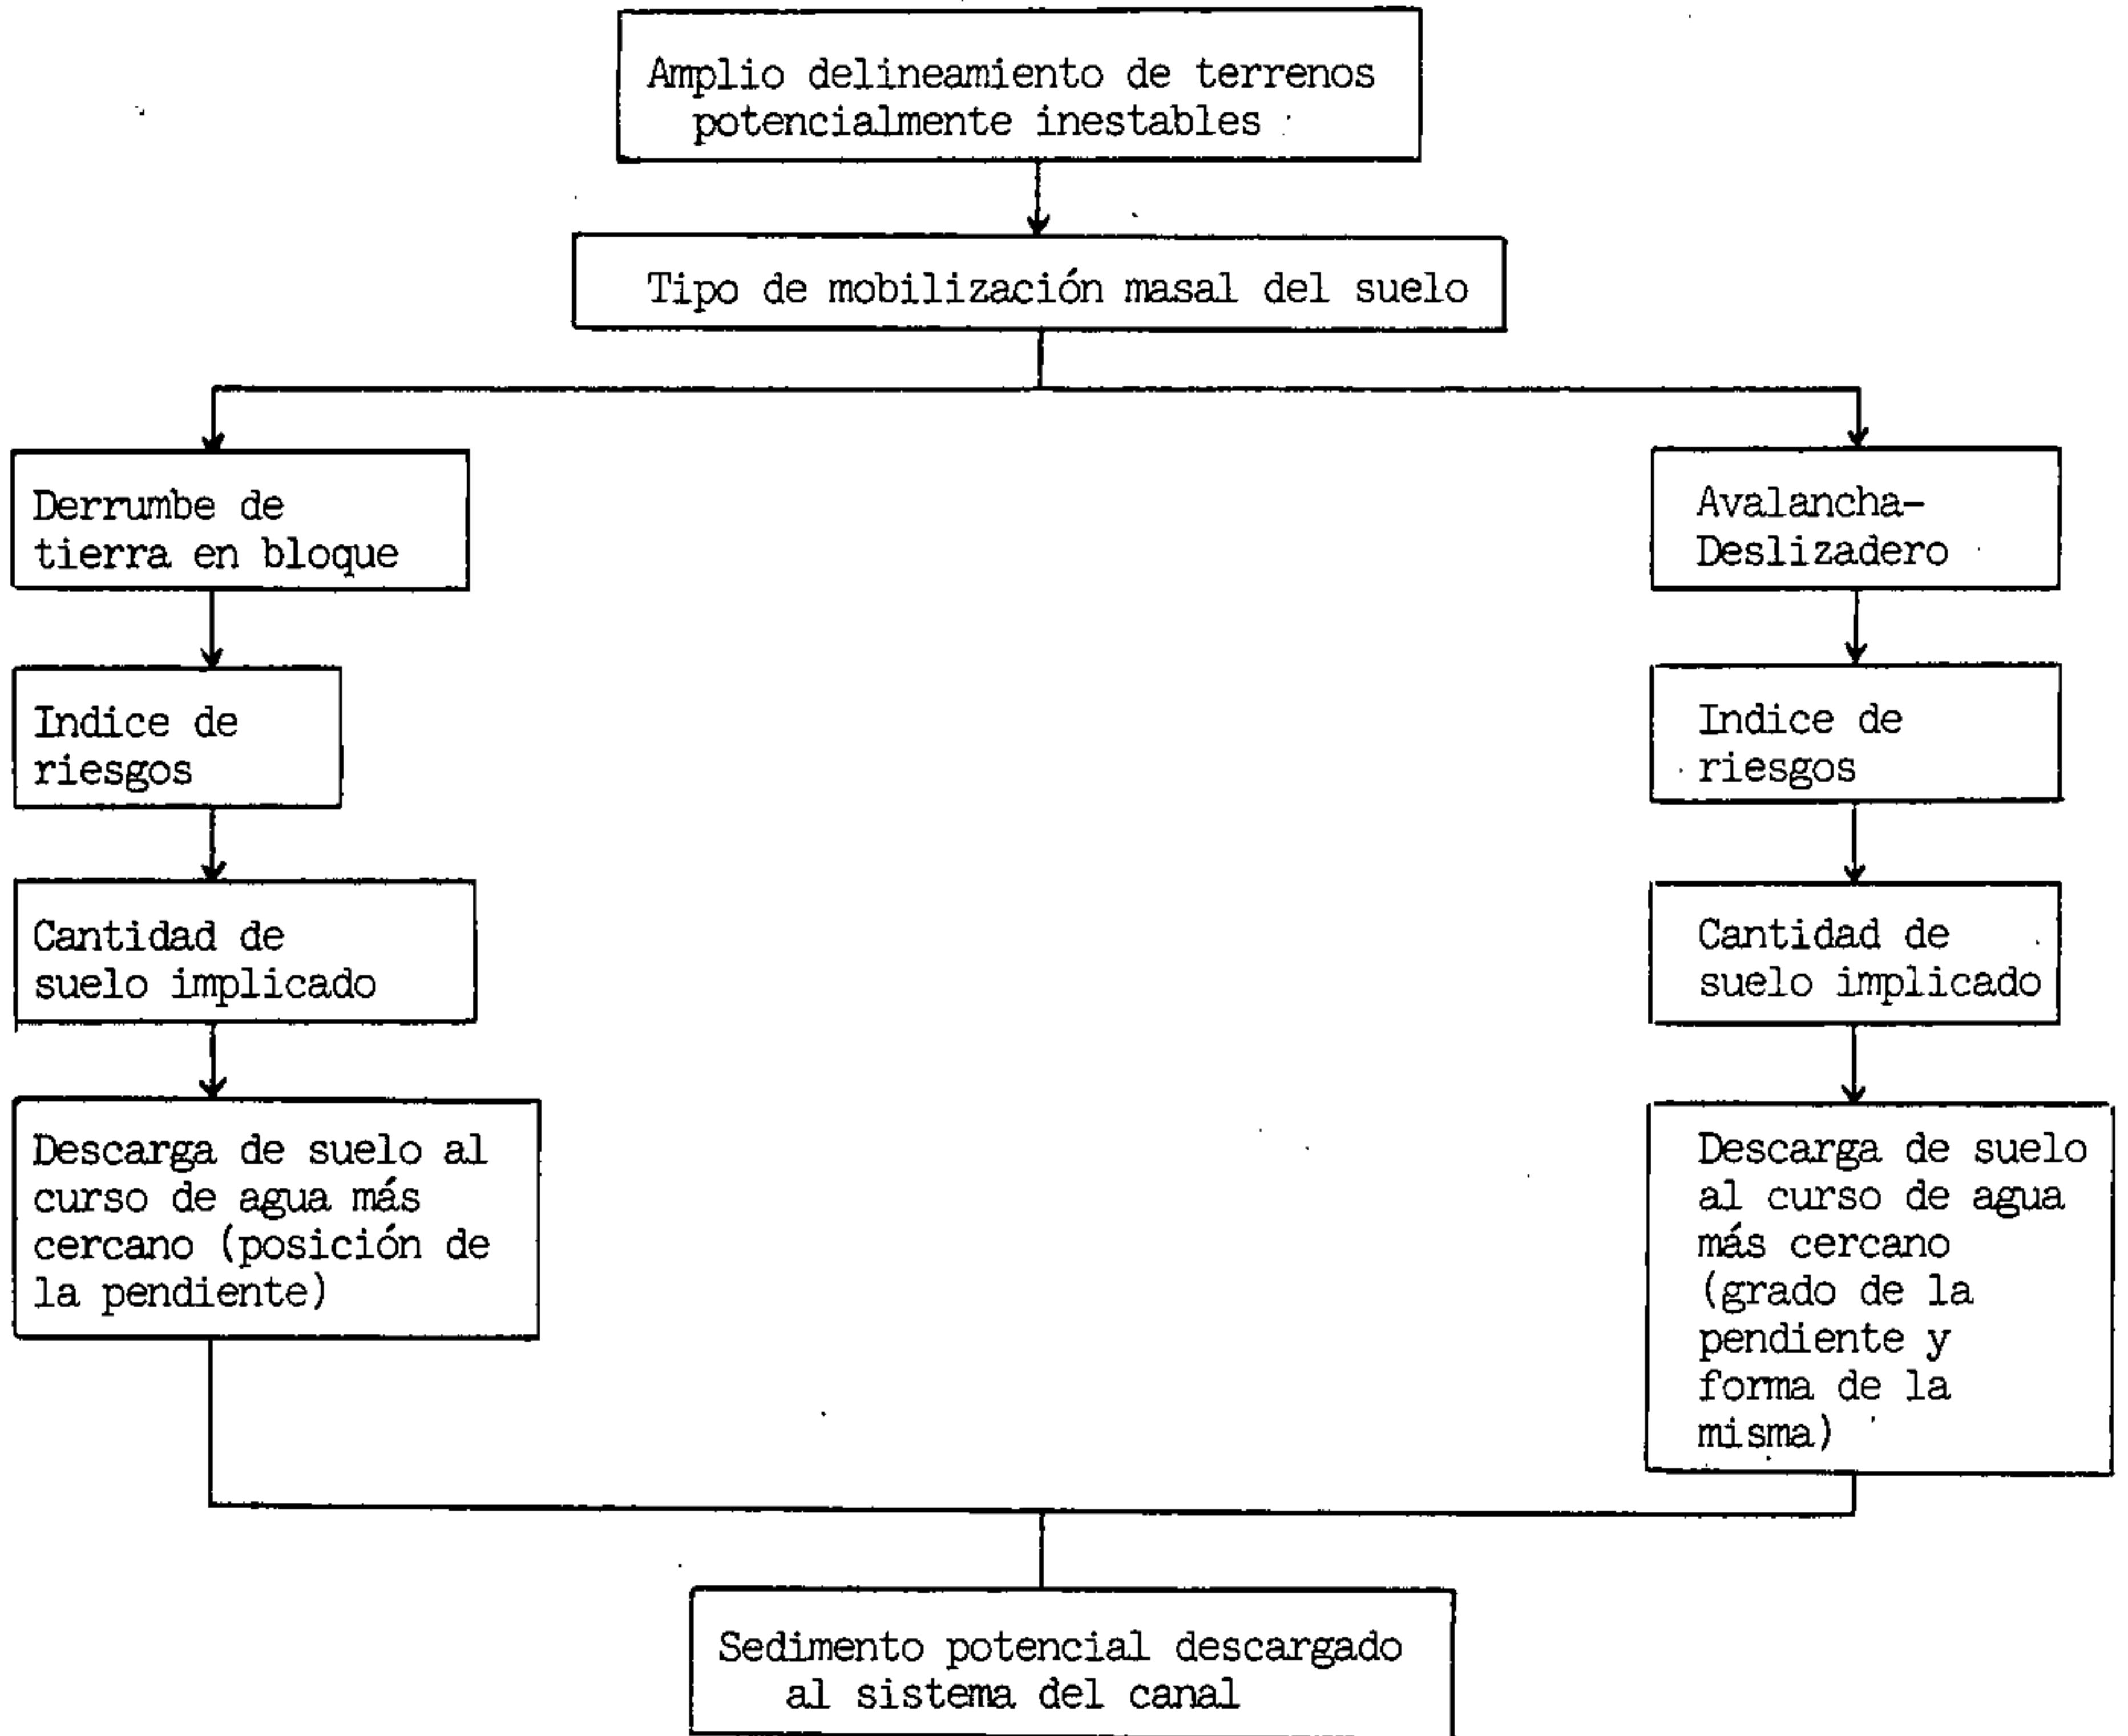 Amplio delineamiento de terrenos
potencialmente inestables
Tipo de mobilización masal del suelo
Derrumbe de
tierra en bloque
Avalancha-
Deslizadero
Indice de
riesgos
Indice de
riesgos
Cantidad de
suelo implicado
Cantidad de
suelo implicado
Descarga de suelo al
curso de agua más
cercano (posición de
la pendiente)
Descarga de suelo
al curso de agua
más cercano
(grado de la
pendiente y
forma de la
misma)
Sedimento potencial descargado
al sistema del canal